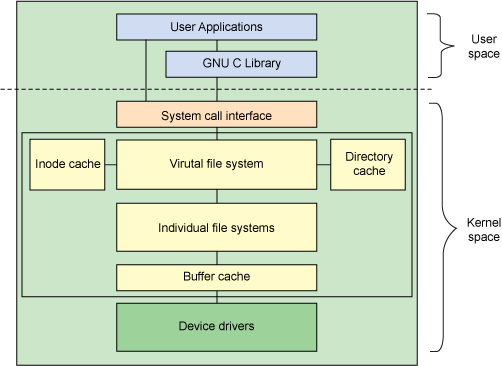 User Applications
GNU C Library
User
space
System call interface
Inode cache
Virutal file system
Directory
cache
Individual file systems
Kernel
space
Buffer cache
Device drivers